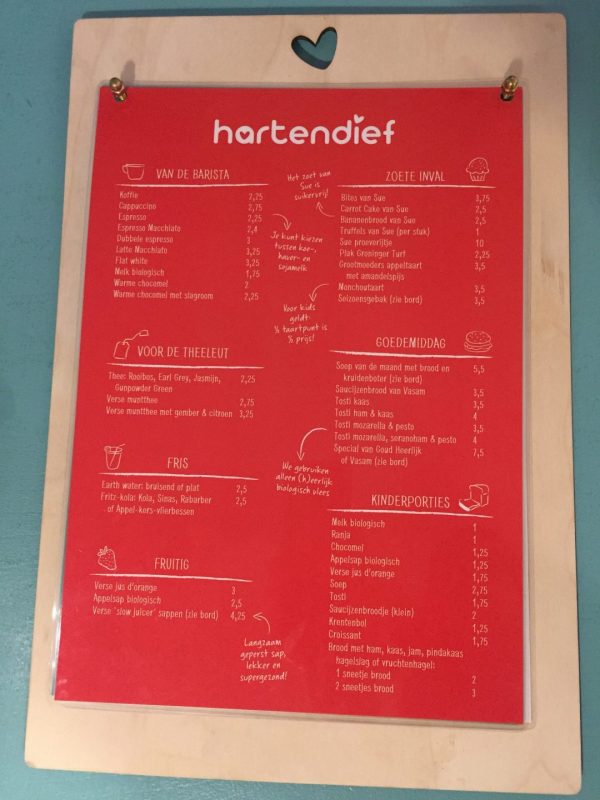 hartendief
VAN DE BARISTA
Koffie 2,25
Cappuccino 2,75
Espresso 2,25
Espresso Macchiato 2,4
Dubbele espresso 3
Latte Macchiato 3,25
Flat white 3,25
Melk biologisch 1,75
Warme chocomel 2
Warme chocomel met slagroom 2,25
Je kunt kiezen
tussen koe-,
haver- en
sojamelk
VOOR DE THEELEUT
Thee: Rooibos, Earl Grey, Jasmijn, 2,25
Gunpowder Green
Verse muntthee 2,75
Verse muntthee met gember & citroen 3,25
FRIS
Earth water: bruisend of plat 2,5
Fritz-kola: Kola, Sinas, Rabarber 2,5
of Appel-kers-vlierbessen
FRUITIG
Verse jus d'orange 3
Appelsap biologisch 2,5
Verse 'slow juicer' sappen (zie bord) 4,25
Langzaam
geperst sap,
lekker en
supergezond!
Het zoet van
Sue is
suikervrij!
ZOETE INVAL
Bites van Sue 3,75
Carrot Cake van Sue 2,5
Bananenbrood van Sue 2,5
Truffels van Sue (per stuk) 1
Sue proeverijtje 10
Plak Groninger Turf 2,25
Grootmoeders appeltaart 3,5
met amandelspijs
Monchoutaart 3,5
Seizoensgebak (zie bord) 3,5
Voor kids
geldt:
½ taartpunt is
½ prijs!
GOEDEMIDDAG
Soep van de maand met brood en 5,5
kruidenboter (zie bord)
Saucijzenbrood van Vasam 3,5
Tosti kaas 3,5
Tosti ham & kaas 4
Tosti mozarella & pesto 3,5
Tosti mozarella, seranoham & pesto 4
Special van Goud Heerlijk 7,5
of Vasam (zie bord)
We gebruiken
alleen (h)eerlijk
biologisch vlees
KINDERPORTIES
Melk biologisch 1
Ranja 1
Chocomel 1,25
Appelsap biologisch 1,25
Verse jus d'orange 1,75
Soep 2,75
Tosti 1,75
Saucijzenbroodje (klein) 2
Krentenbol 1,25
Croissant 1,75
Brood met ham, kaas, jam, pindakaas
hagelslag of vruchtenhagel:
1 sneetje brood 2
2 sneetjes brood 3